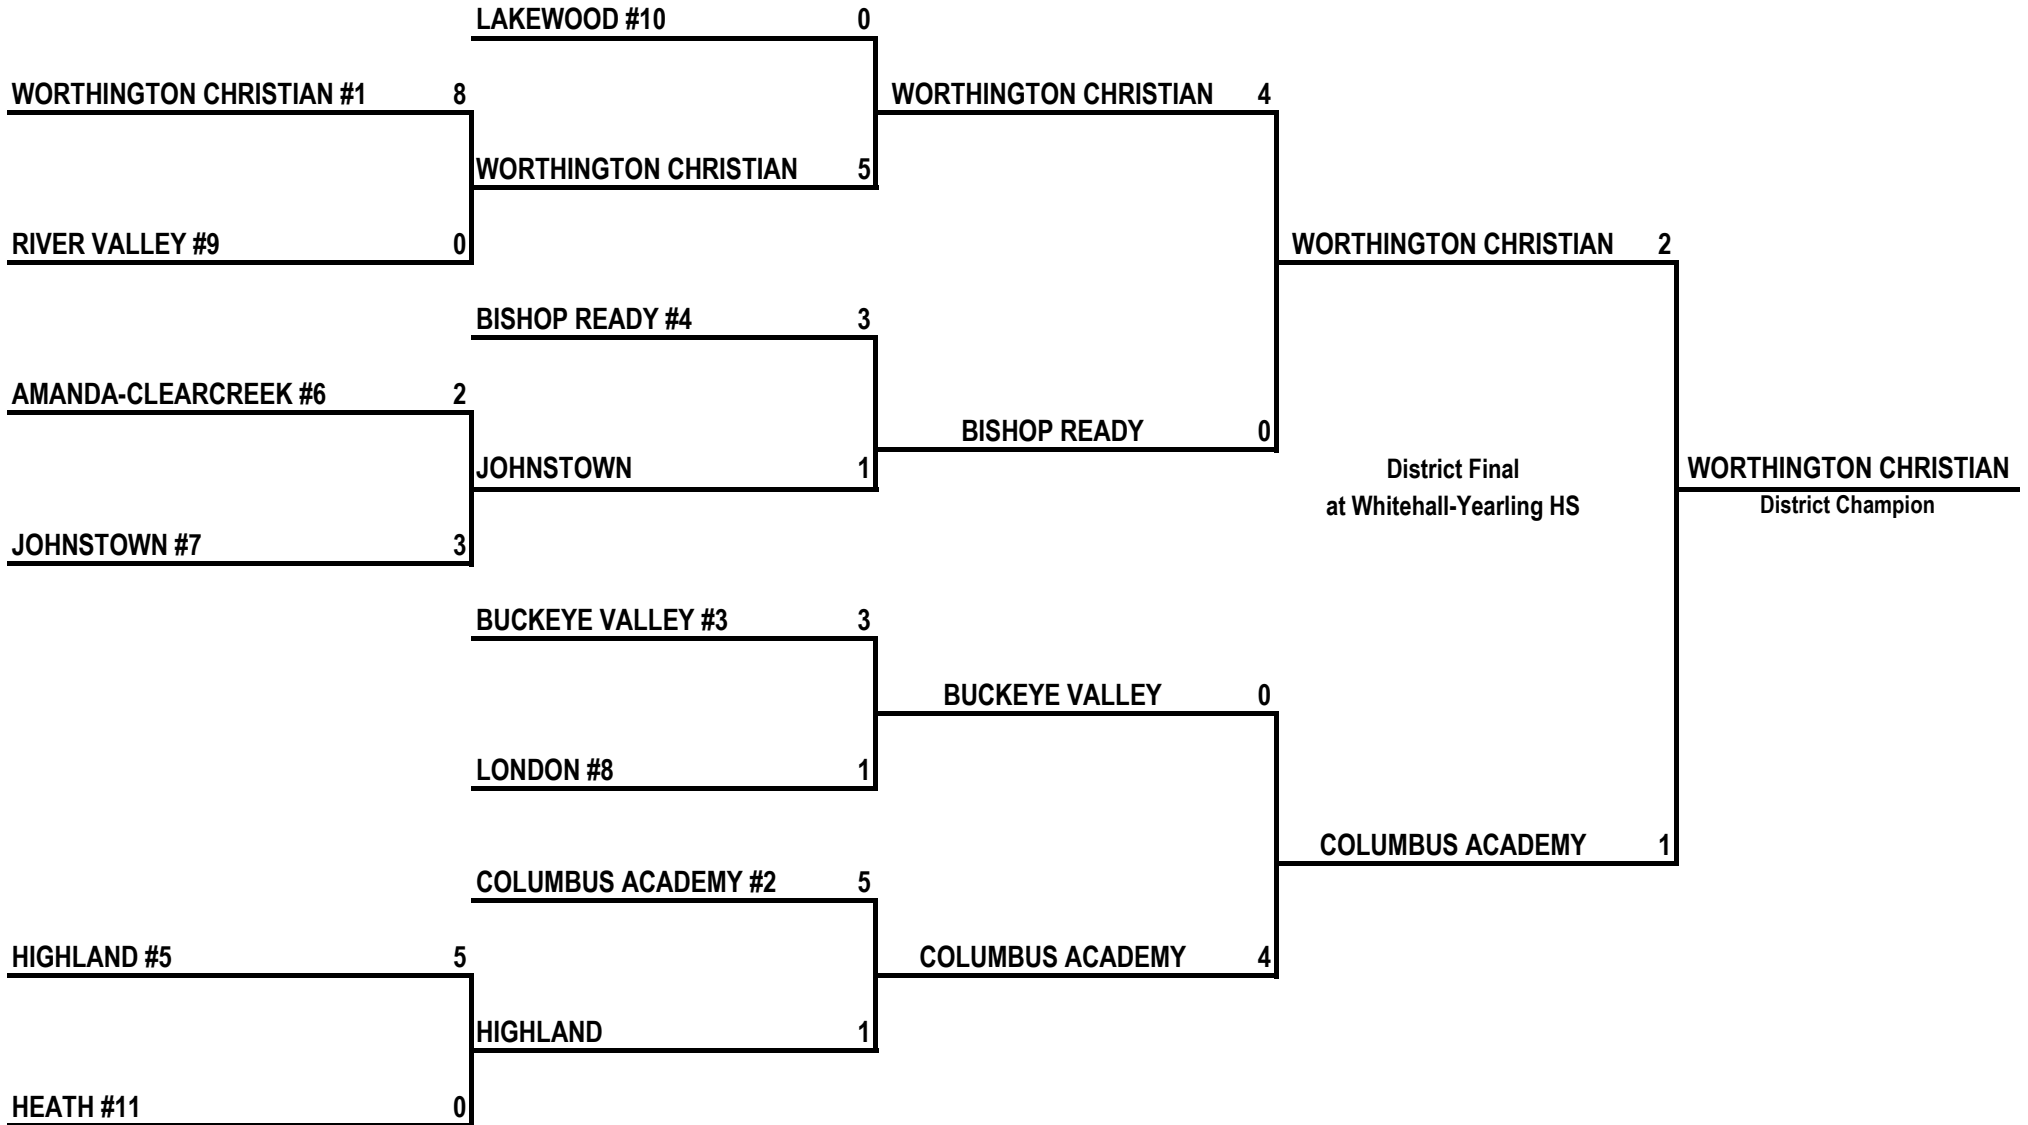 LAKEWOOD #10 0
WORTHINGTON CHRISTIAN #1 8
WORTHINGTON CHRISTIAN 4
WORTHINGTON CHRISTIAN 5
RIVER VALLEY #9 0
WORTHINGTON CHRISTIAN 2
BISHOP READY #4 3
AMANDA-CLEARCREEK #6 2
BISHOP READY 0
JOHNSTOWN 1
District Final
at Whitehall-Yearling HS
WORTHINGTON CHRISTIAN
District Champion
JOHNSTOWN #7 3
BUCKEYE VALLEY #3 3
BUCKEYE VALLEY 0
LONDON #8 1
COLUMBUS ACADEMY 1
COLUMBUS ACADEMY #2 5
HIGHLAND #5 5
COLUMBUS ACADEMY 4
HIGHLAND 1
HEATH #11 0